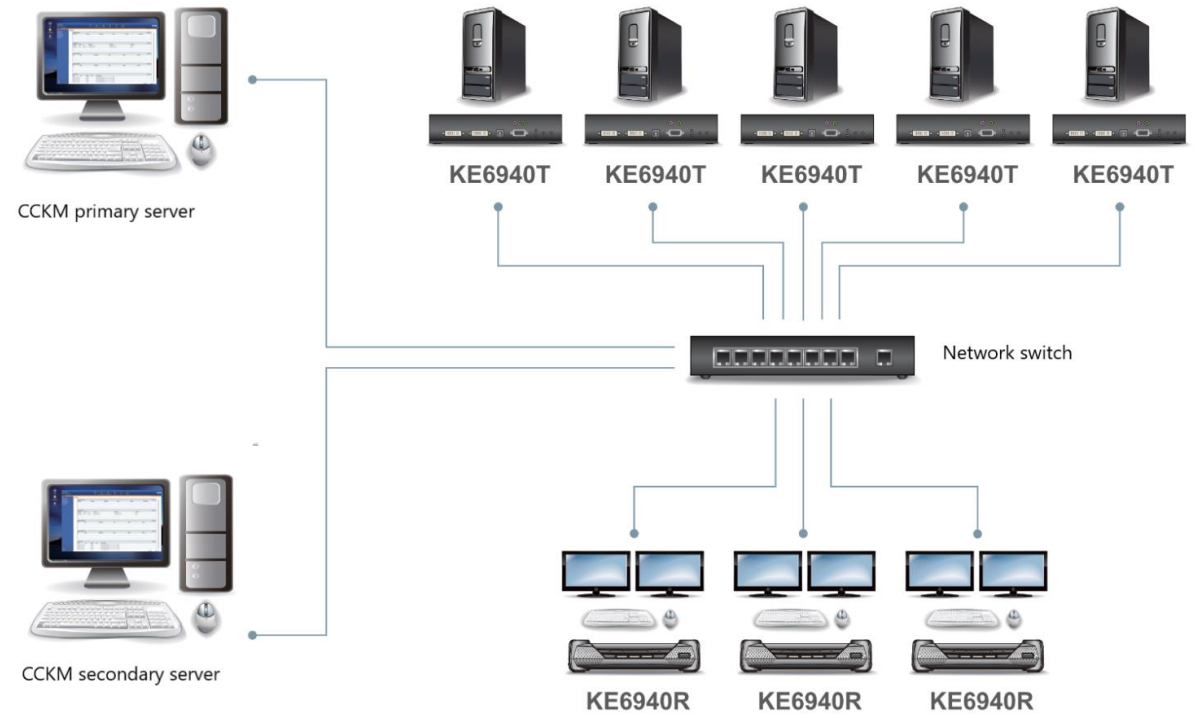 KE6940T KE6940T KE6940T KE6940T KE6940T
CCKM primary server
Network switch
CCKM secondary server
KE6940R KE6940R KE6940R